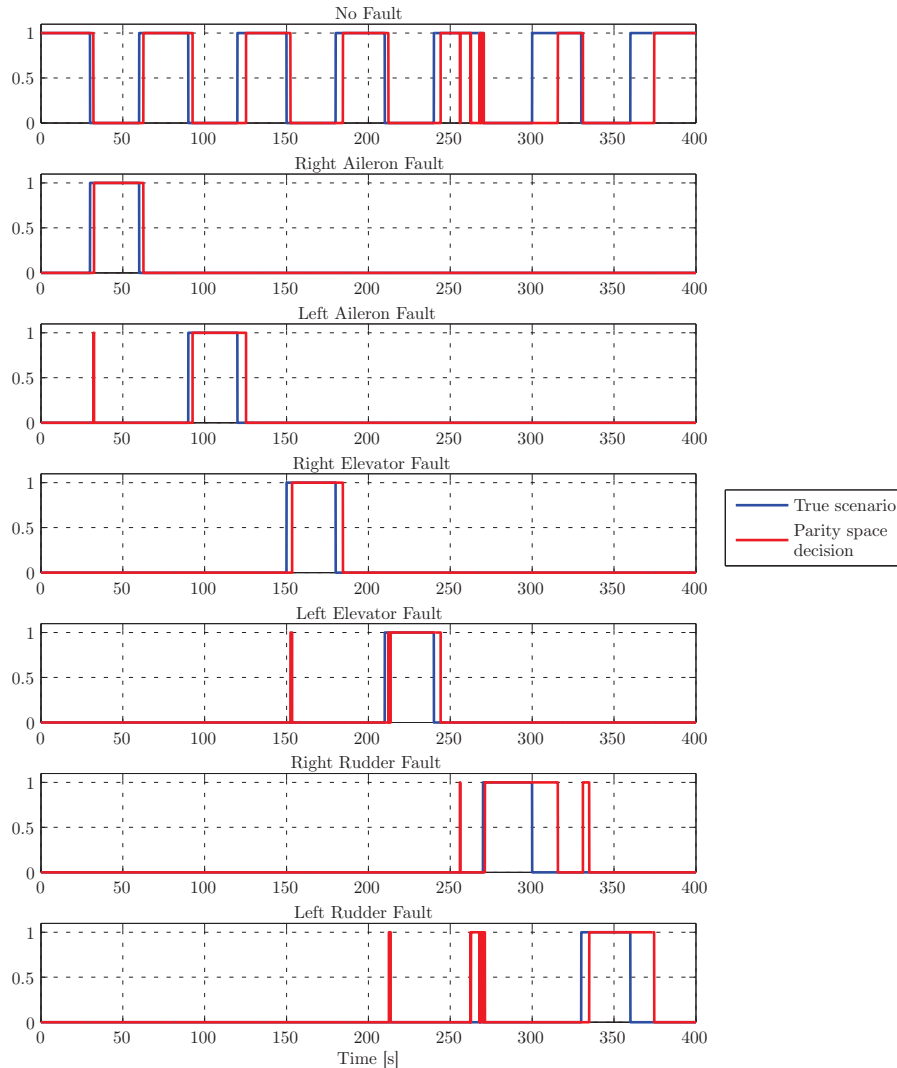 No Fault
1
0.5
0
0 50 100 150 200 250 300 350 400
Right Aileron Fault
1
0.5
0
0 50 100 150 200 250 300 350 400
Left Aileron Fault
1
0.5
0
0 50 100 150 200 250 300 350 400
Right Elevator Fault
1
0.5
0
0 50 100 150 200 250 300 350 400
True scenario
Parity space
decision
Left Elevator Fault
1
0.5
0
0 50 100 150 200 250 300 350 400
Right Rudder Fault
1
0.5
0
0 50 100 150 200 250 300 350 400
Left Rudder Fault
1
0.5
0
0 50 100 150 200 250 300 350 400
Time [s]